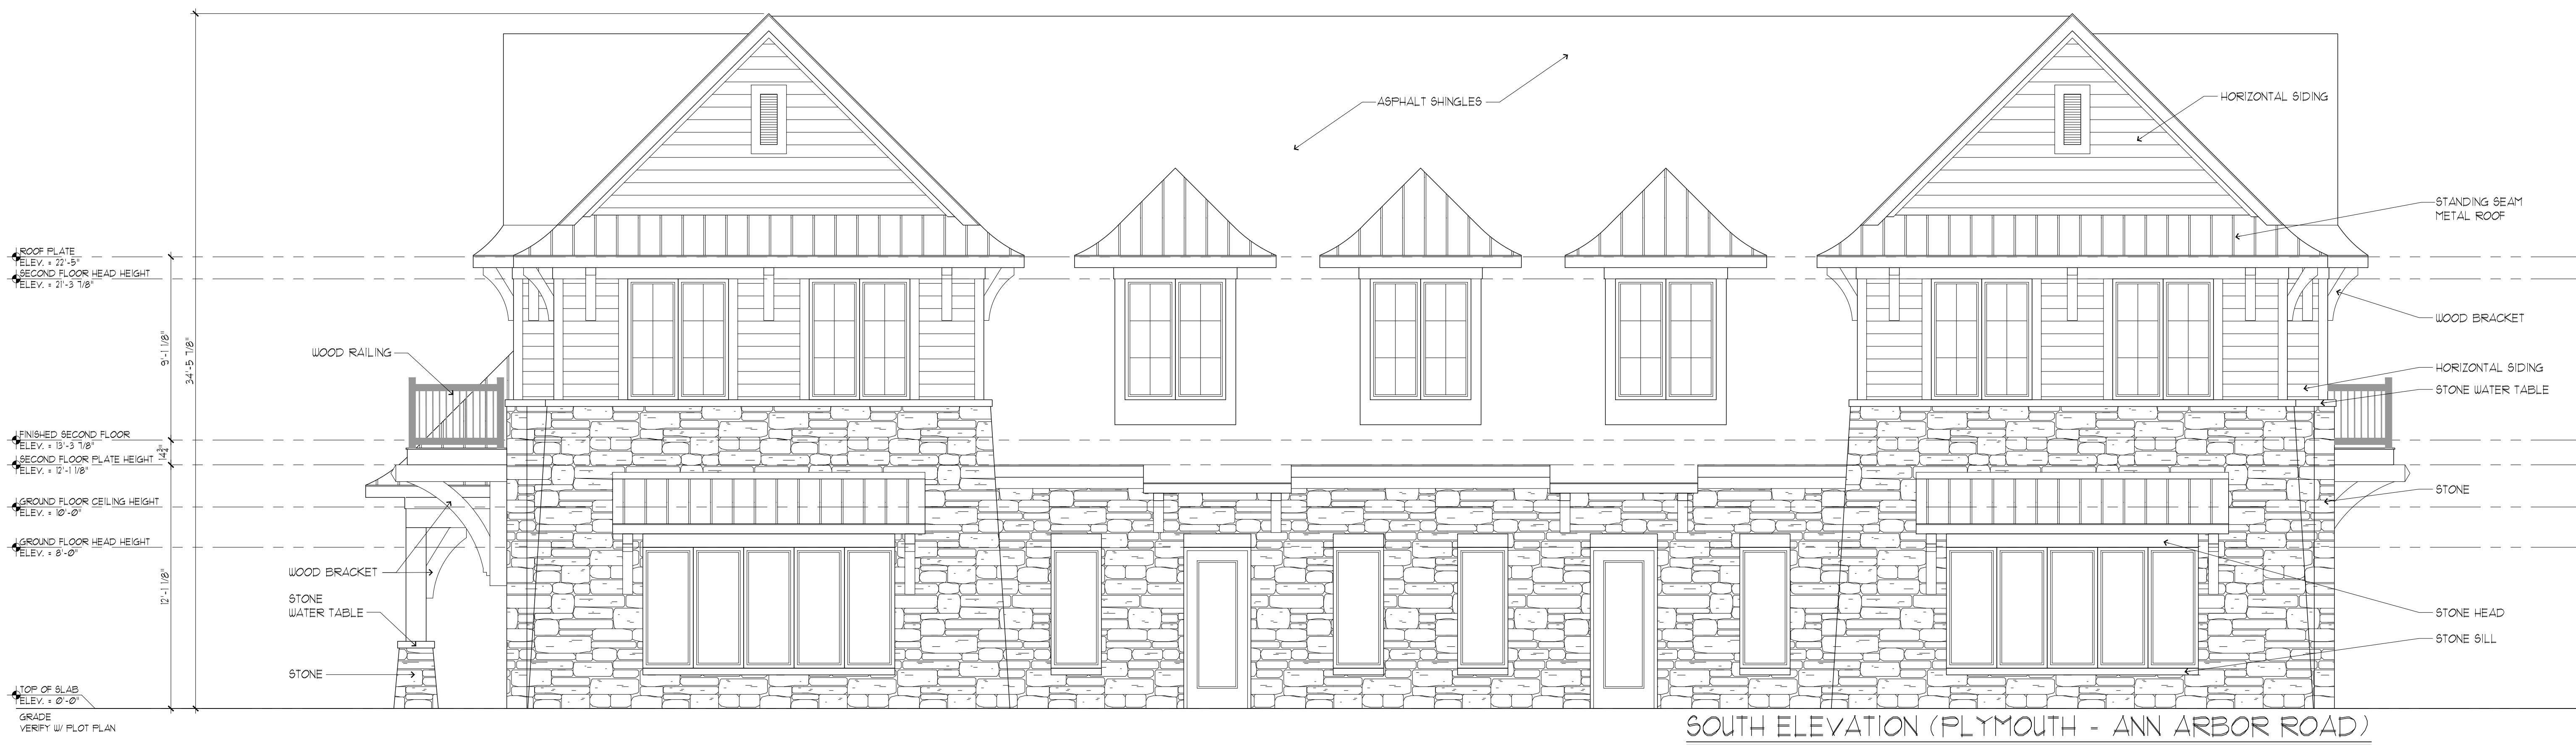 ASPHALT SHINGLES
HORIZONTAL SIDING
STANDING SEAM
METAL ROOF
ROOF PLATE
ELEV. = 22'-5"
SECOND FLOOR HEAD HEIGHT
ELEV. = 21'-3 7/8"
WOOD BRACKET
WOOD RAILING
9'-1 1/8"
34'-5 7/8"
HORIZONTAL SIDING
STONE WATER TABLE
FINISHED SECOND FLOOR
ELEV. = 13'-3 7/8"
14 3/4"
SECOND FLOOR PLATE HEIGHT
ELEV. = 12'-1 1/8"
STONE
GROUND FLOOR CEILING HEIGHT
ELEV. = 10'-0"
GROUND FLOOR HEAD HEIGHT
ELEV. = 8'-0"
WOOD BRACKET
12'-1 1/8"
STONE
WATER TABLE
STONE HEAD
STONE SILL
STONE
TOP OF SLAB
ELEV. = 0'-0"
GRADE
VERIFY W/ PLOT PLAN
SOUTH ELEVATION (PLYMOUTH - ANN ARBOR ROAD)